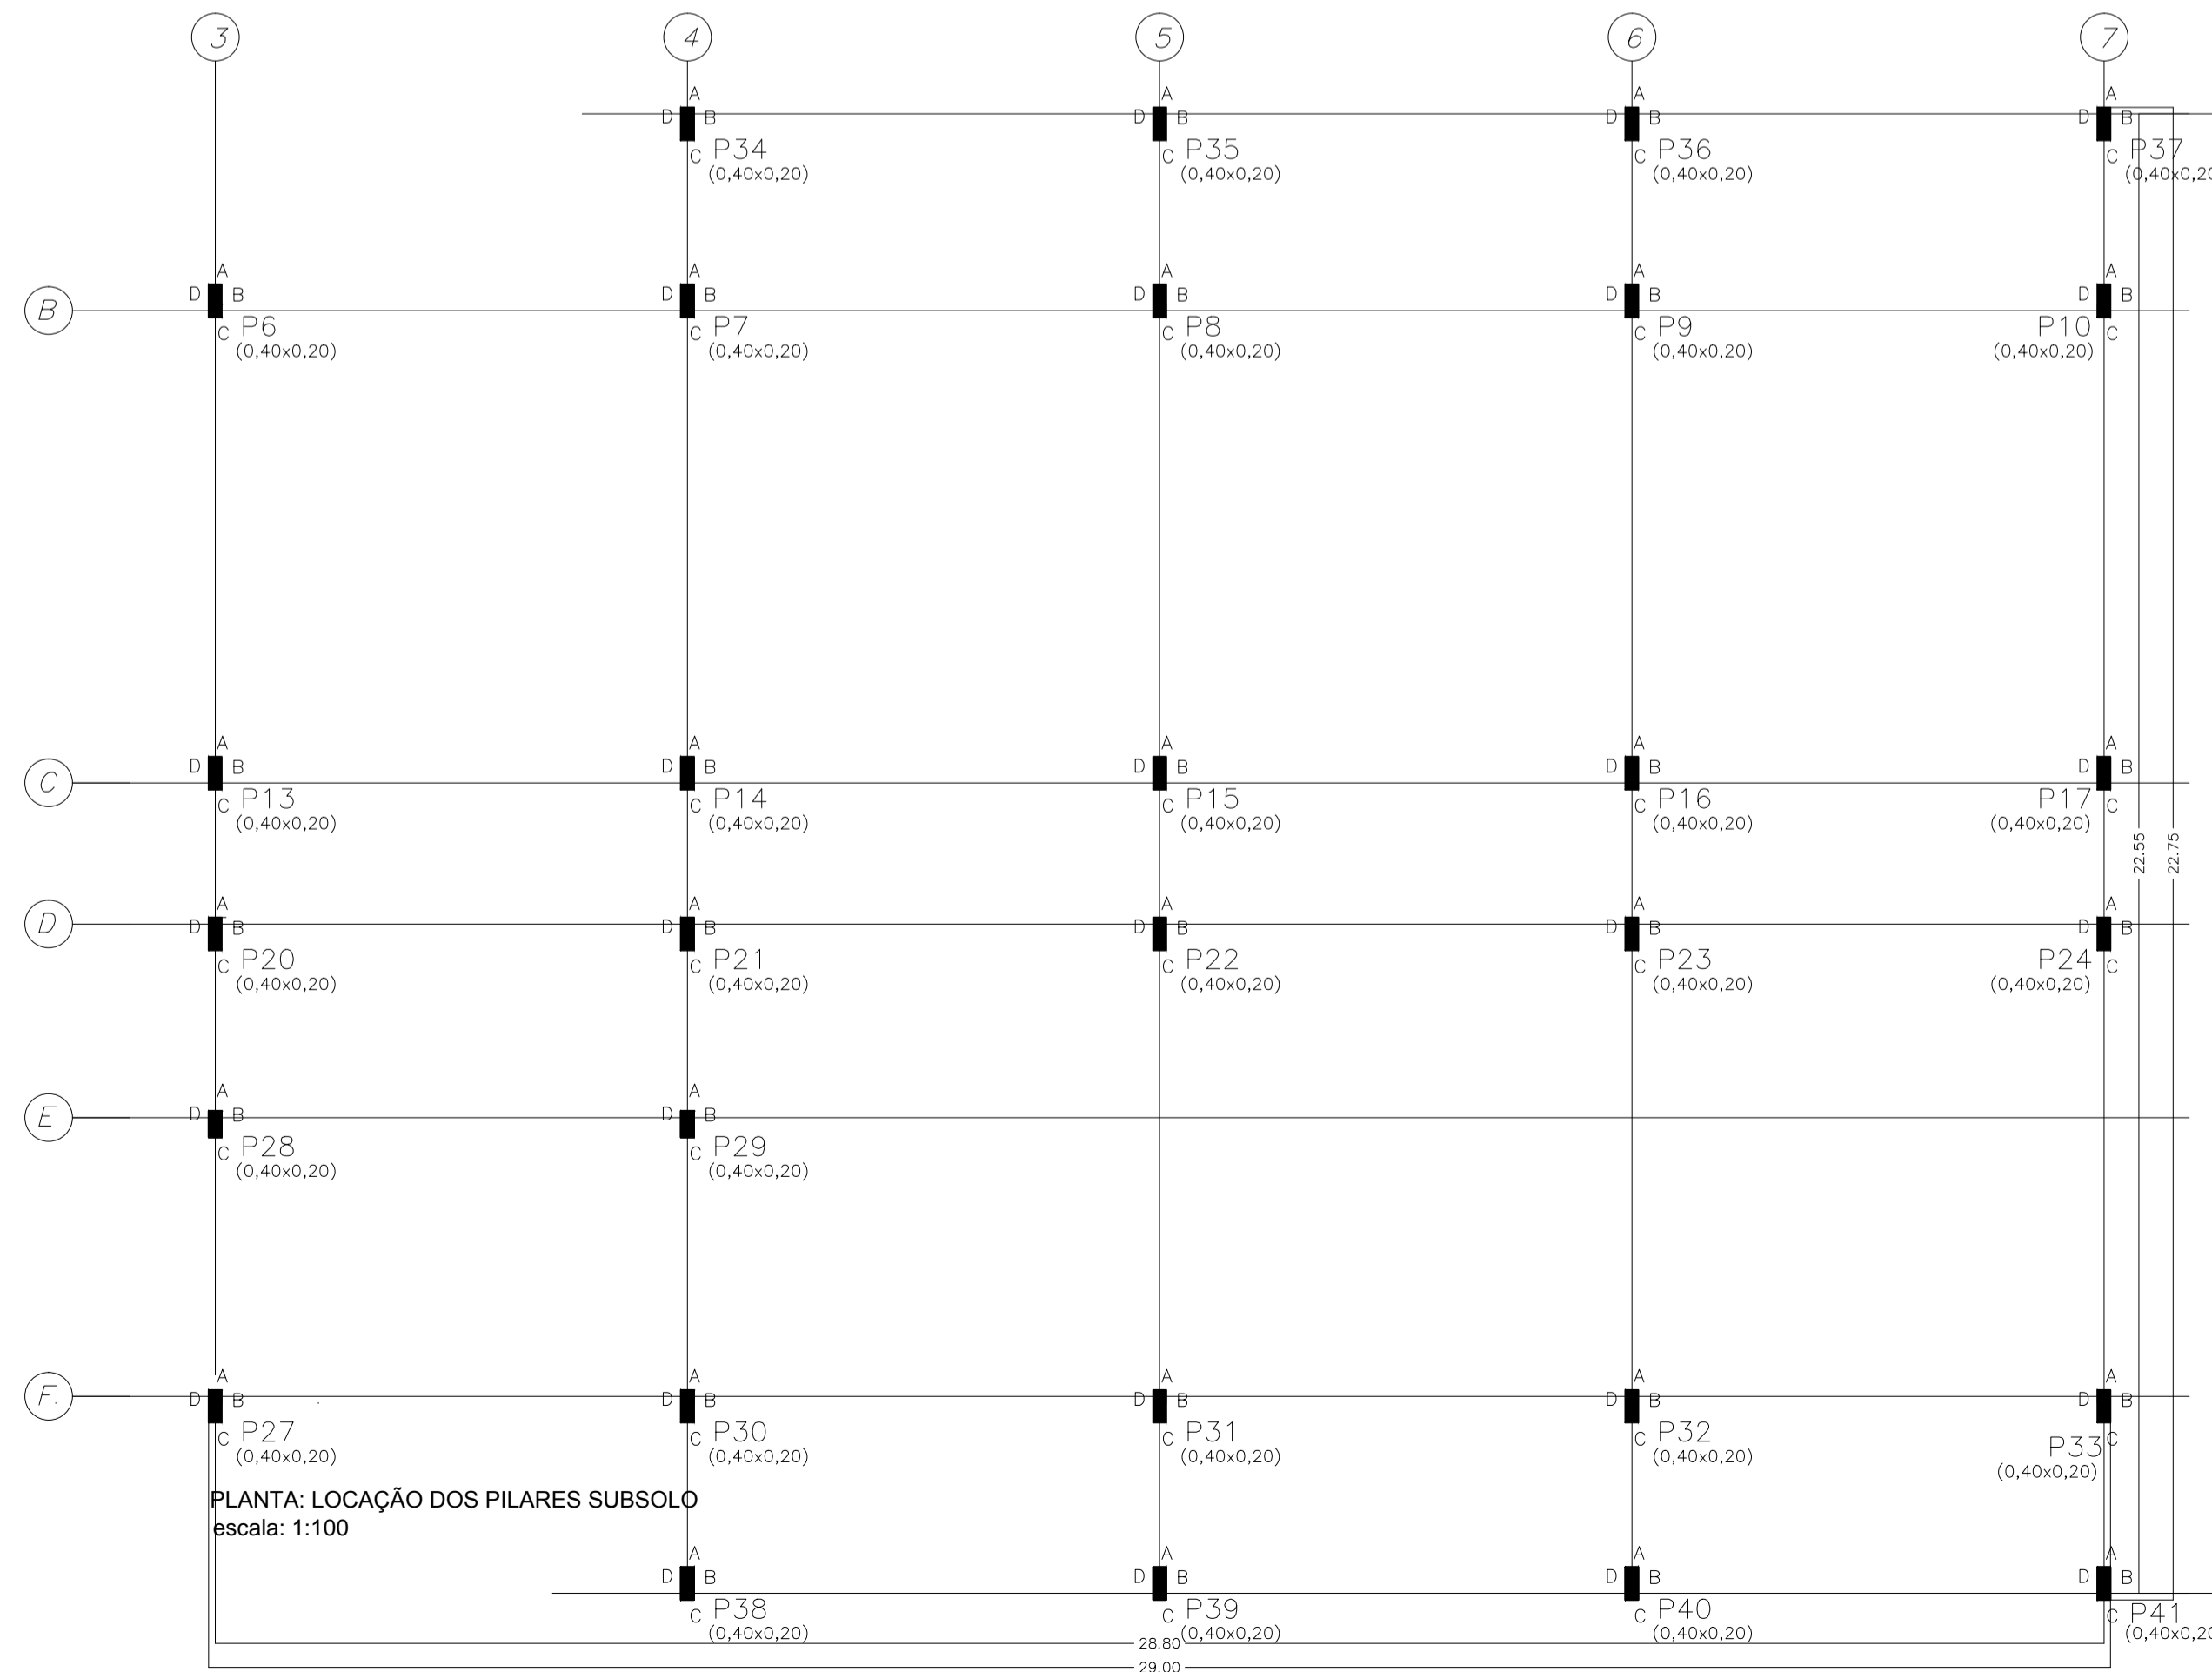 3 4 5 6 7
A A A A
D B D B D B D B
C P34 C P35 C P36 C P37
(0,40x0,20) (0,40x0,20) (0,40x0,20) (0,40x0,20
A A A A A
B D B D B D B D B D B
C P6 C P7 C P8 C P9 P10 C
(0,40x0,20) (0,40x0,20) (0,40x0,20) (0,40x0,20) (0,40x0,20)
A A A A A
C D B D B D B D B D B
C P13 C P14 C P15 C P16 P17 C
(0,40x0,20) (0,40x0,20) (0,40x0,20) (0,40x0,20) (0,40x0,20)
22.55 22.75
A A A A A
D D B D B D B D B D B
C P20 C P21 C P22 C P23 P24 C
(0,40x0,20) (0,40x0,20) (0,40x0,20) (0,40x0,20) (0,40x0,20)
A A
E D B D B
C P28 C P29
(0,40x0,20) (0,40x0,20)
A A A A A
F. D B D B D B D B D B
C P27 C P30 C P31 C P32 P33 C
(0,40x0,20) (0,40x0,20) (0,40x0,20) (0,40x0,20) (0,40x0,20)
PLANTA: LOCAÇÃO DOS PILARES SUBSOLO
escala: 1:100
A A A A
D B D B D B D B
C P38 C P39 C P40 C P41
(0,40x0,20) (0,40x0,20) (0,40x0,20) (0,40x0,20
28.80
29.00